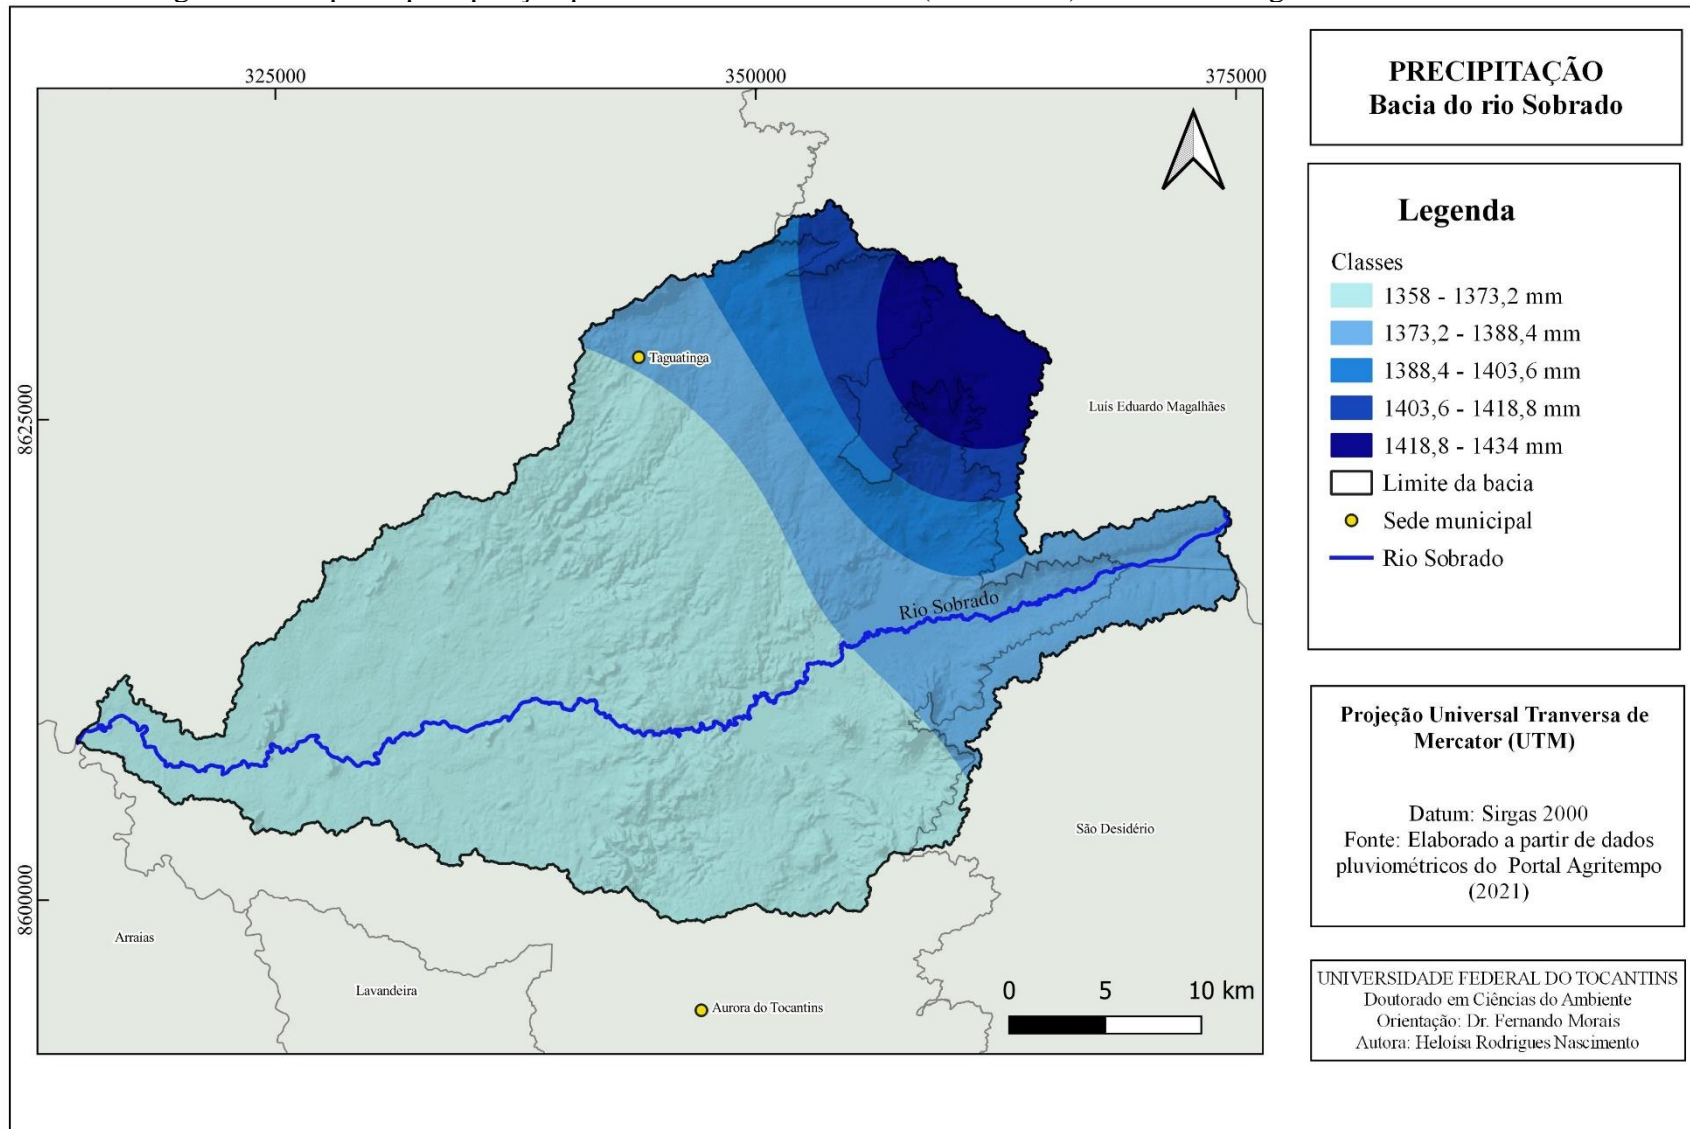 325000
350000
375000
8625000
8600000
Taguatinga
Luís Eduardo Magalhães
Rio Sobrado
São Desidério
Arraias
Lavandeira
Aurora do Tocantins
0 5 10 km
PRECIPITAÇÃO
Bacia do rio Sobrado
Legenda
Classes
1358 - 1373,2 mm
1373,2 - 1388,4 mm
1388,4 - 1403,6 mm
1403,6 - 1418,8 mm
1418,8 - 1434 mm
Limite da bacia
Sede municipal
Rio Sobrado
Projeção Universal Tranversa de
Mercator (UTM)
Datum: Sirgas 2000
Fonte: Elaborado a partir de dados
pluviométricos do Portal Agritempo
(2021)
UNIVERSIDADE FEDERAL DO TOCANTINS
Doutorado em Ciências do Ambiente
Orientação: Dr. Fernando Morais
Autora: Heloísa Rodrigues Nascimento